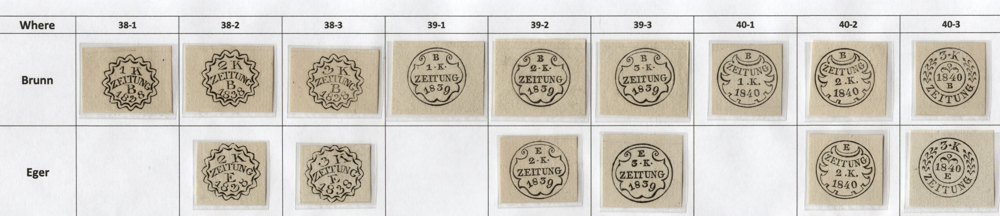 Where 38-1 38-2 38-3 39-1 39-2 39-3 40-1 40-2 40-3
Brunn
1 K
ZEITUNG
B
1838
2 K
ZEITUNG
B
1838
3 K
ZEITUNG
B
1838
B
1·K·
ZEITUNG
1839
B
2·K·
ZEITUNG
1839
B
3·K·
ZEITUNG
1839
B
ZEITUNG
1.K.
1840
B
ZEITUNG
2.K.
1840
3·K
1840
B
ZEITUNG
Eger
2 K
ZEITUNG
E
1838
3 K
ZEITUNG
E
1838
E
2·K·
ZEITUNG
1839
E
3·K·
ZEITUNG
1839
E
ZEITUNG
2.K.
1840
3·K
1840
E
ZEITUNG